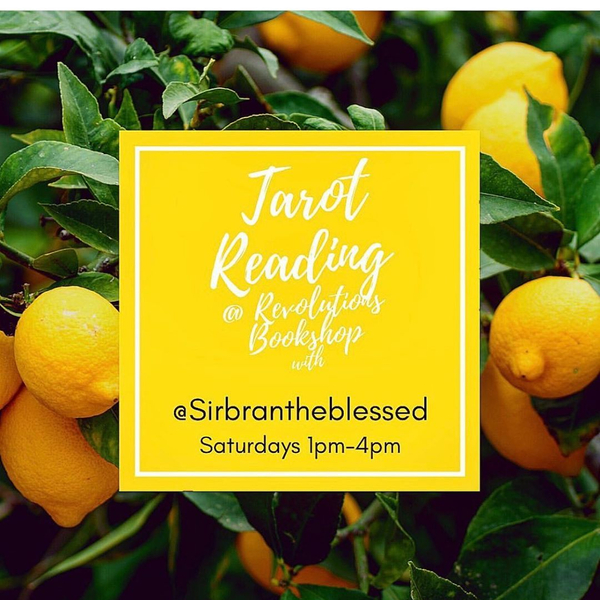 Tarot
Reading
@ Revolutions
Bookshop
with
@Sirbrantheblessed
Saturdays 1pm-4pm